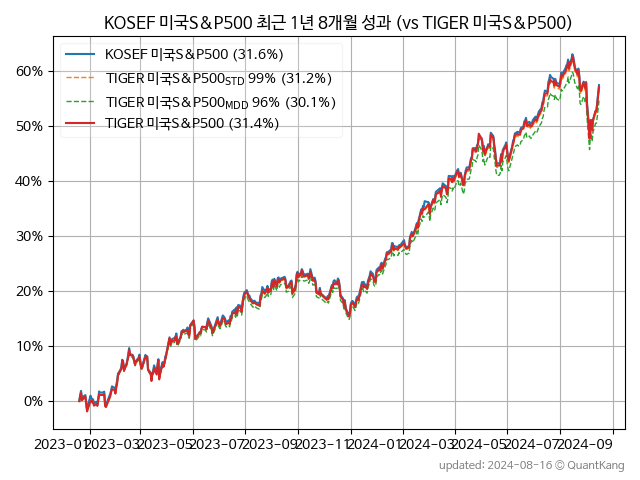 KOSEF 미국S&P500 최근 1년 8개월 성과 (vs TIGER 미국S&P500)
KOSEF 미국S&P500 (31.6%)
TIGER 미국S&P500STD 99% (31.2%)
TIGER 미국S&P500MDD 96% (30.1%)
TIGER 미국S&P500 (31.4%)
60%
50%
40%
30%
20%
10%
0%
2023-01 2023-03 2023-05 2023-07 2023-09 2023-11 2024-01 2024-03 2024-05 2024-07 2024-09
updated: 2024-08-16 © QuantKang